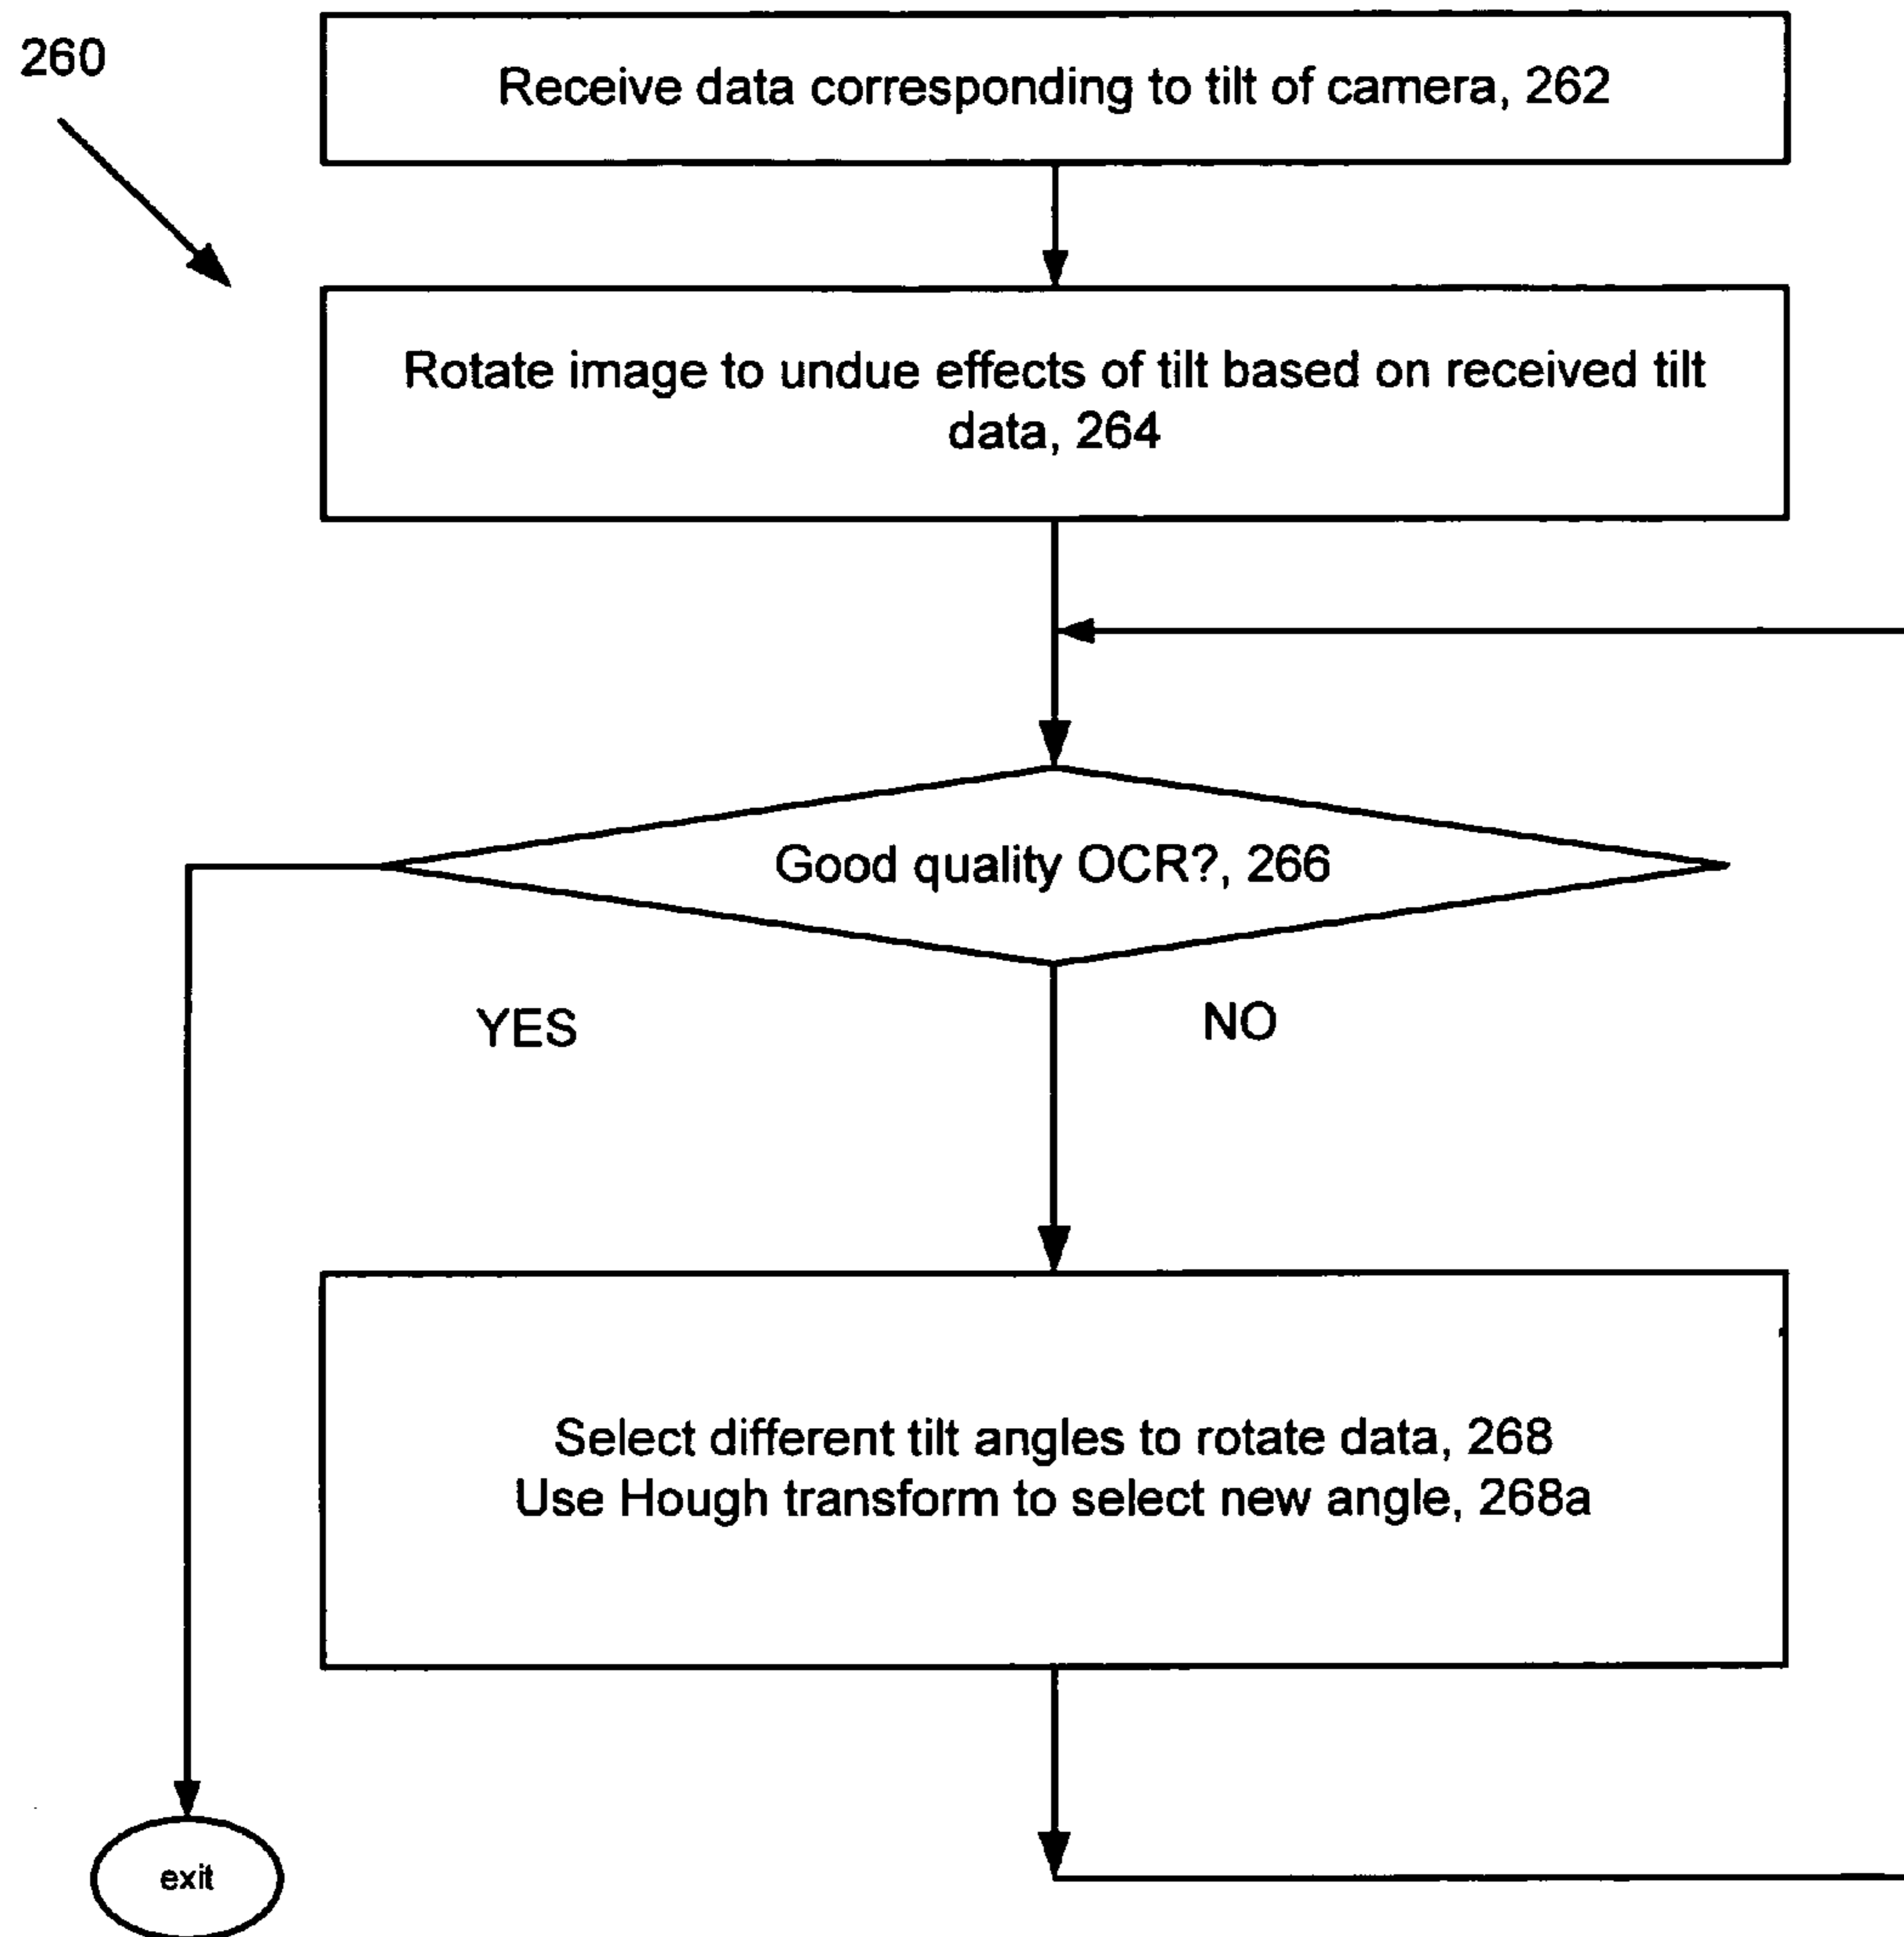 260
Receive data corresponding to tilt of camera, 262
Rotate image to undue effects of tilt based on received tilt
data, 264
Good quality OCR?, 266
YES
NO
Select different tilt angles to rotate data, 268
Use Hough transform to select new angle, 268a
exit